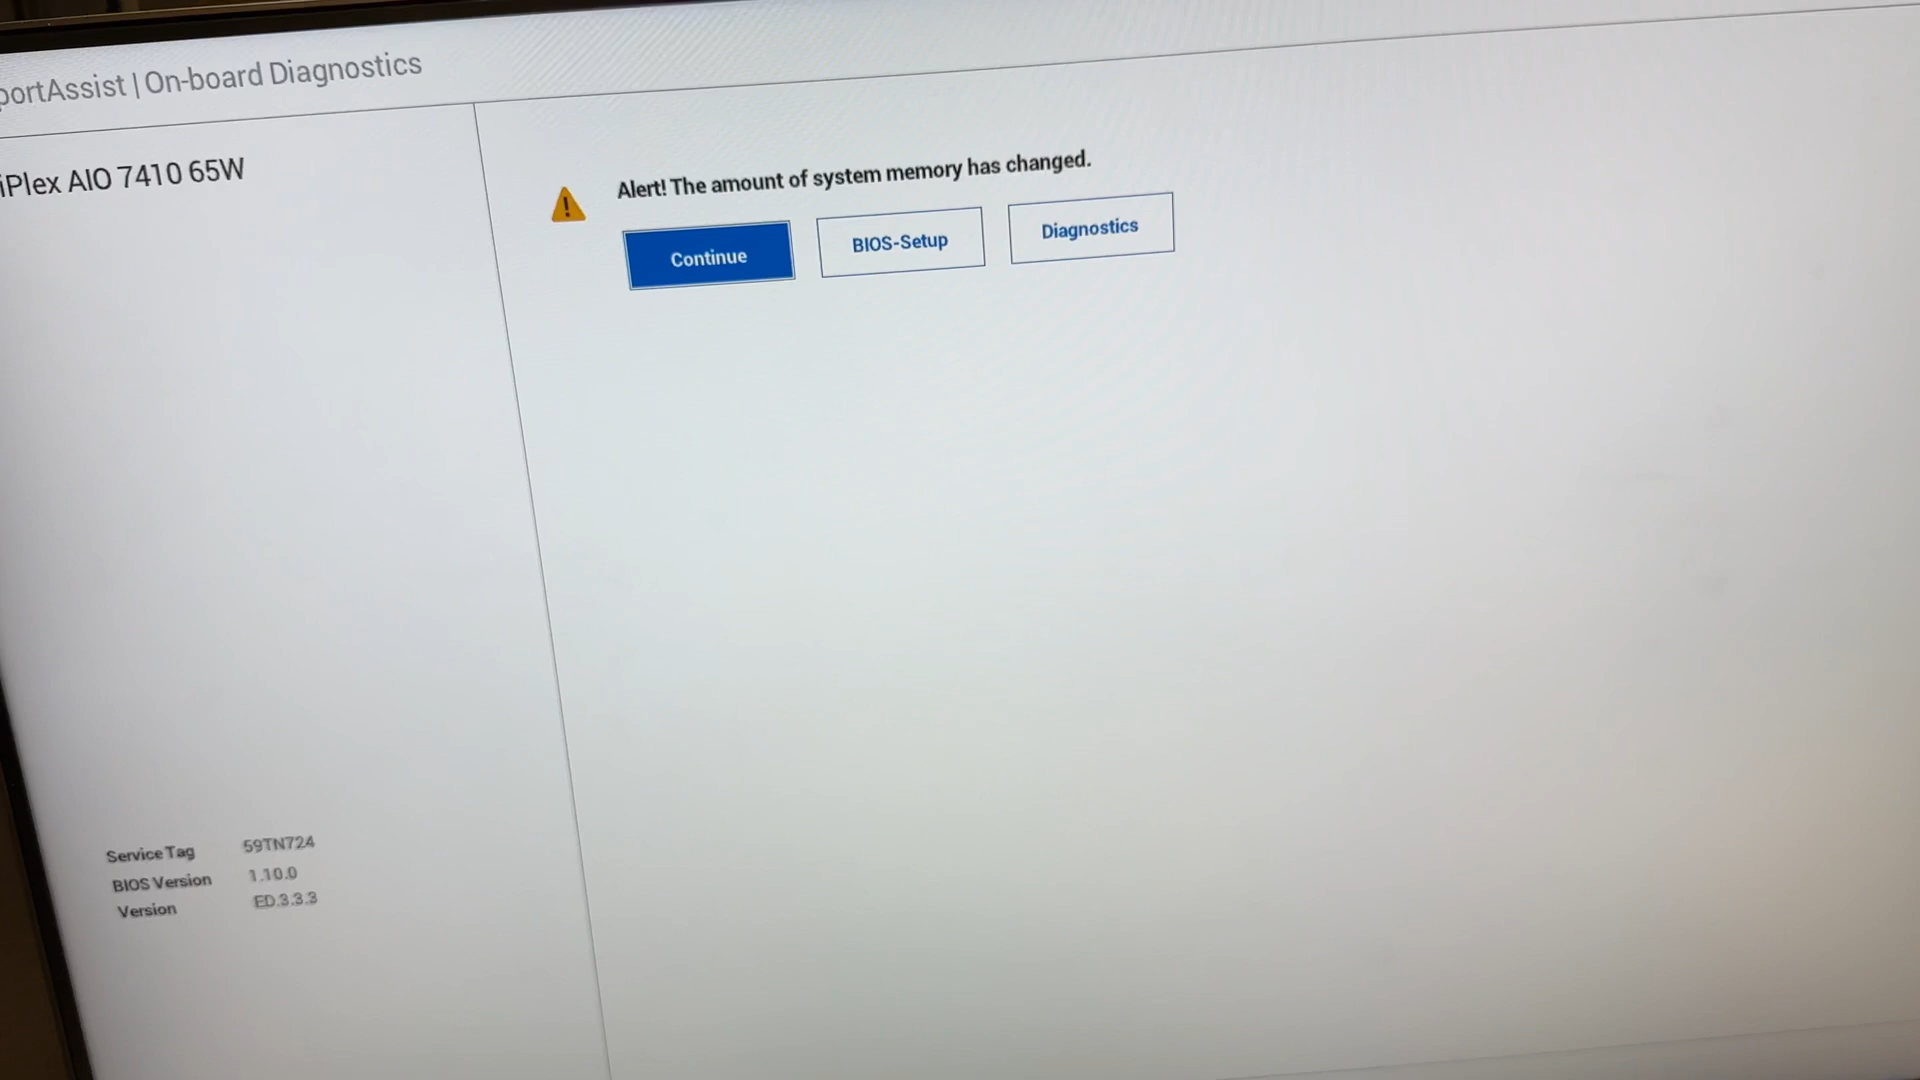 portAssist | On-board Diagnostics
iPlex AIO 7410 65W
Alert! The amount of system memory has changed.
Continue
BIOS-Setup
Diagnostics
Service Tag 59TN724
BIOS Version 1.10.0
Version ED.3.3.3